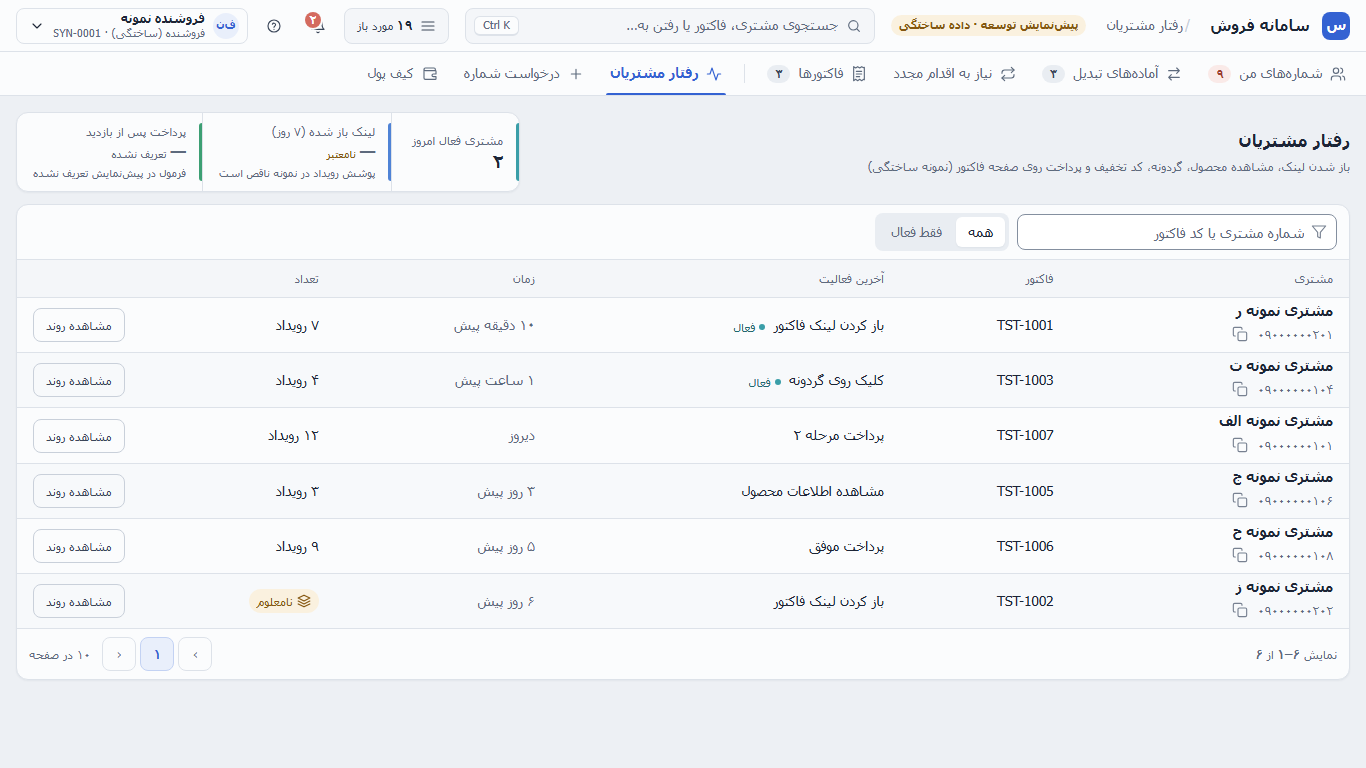 س
سامانه فروش
/ رفتار مشتریان
پیش‌نمایش توسعه · داده ساختگی
جستجوی مشتری، فاکتور یا رفتن به...
Ctrl K
۱۹ مورد باز
۲
ف‌ن
فروشنده نمونه
فروشنده (ساختگی) · SYN-0001
شماره‌های من ۹
آماده‌های تبدیل ۳
نیاز به اقدام مجدد
فاکتورها ۳
رفتار مشتریان
درخواست شماره
کیف پول
رفتار مشتریان
باز شدن لینک، مشاهده محصول، گردونه، کد تخفیف و پرداخت روی صفحه فاکتور (نمونه ساختگی)
مشتری فعال امروز
۲
لینک باز شده (۷ روز)
— نامعتبر
پوشش رویداد در نمونه ناقص است
پرداخت پس از بازدید
— تعریف نشده
فرمول در پیش‌نمایش تعریف نشده
شماره مشتری یا کد فاکتور
همه
فقط فعال
مشتری فاکتور آخرین فعالیت زمان تعداد
مشتری نمونه ر
۰۹۰۰۰۰۰۰۲۰۱
TST-1001 باز کردن لینک فاکتور فعال ۱۰ دقیقه پیش ۷ رویداد مشاهده روند
مشتری نمونه ت
۰۹۰۰۰۰۰۰۱۰۴
TST-1003 کلیک روی گردونه فعال ۱ ساعت پیش ۴ رویداد مشاهده روند
مشتری نمونه الف
۰۹۰۰۰۰۰۰۱۰۱
TST-1007 پرداخت مرحله ۲ دیروز ۱۲ رویداد مشاهده روند
مشتری نمونه ج
۰۹۰۰۰۰۰۰۱۰۶
TST-1005 مشاهده اطلاعات محصول ۳ روز پیش ۳ رویداد مشاهده روند
مشتری نمونه ح
۰۹۰۰۰۰۰۰۱۰۸
TST-1006 پرداخت موفق ۵ روز پیش ۹ رویداد مشاهده روند
مشتری نمونه ز
۰۹۰۰۰۰۰۰۲۰۲
TST-1002 باز کردن لینک فاکتور ۶ روز پیش نامعلوم مشاهده روند
نمایش ۱–۶ از ۶
‹ ۱ ›
۱۰ در صفحه